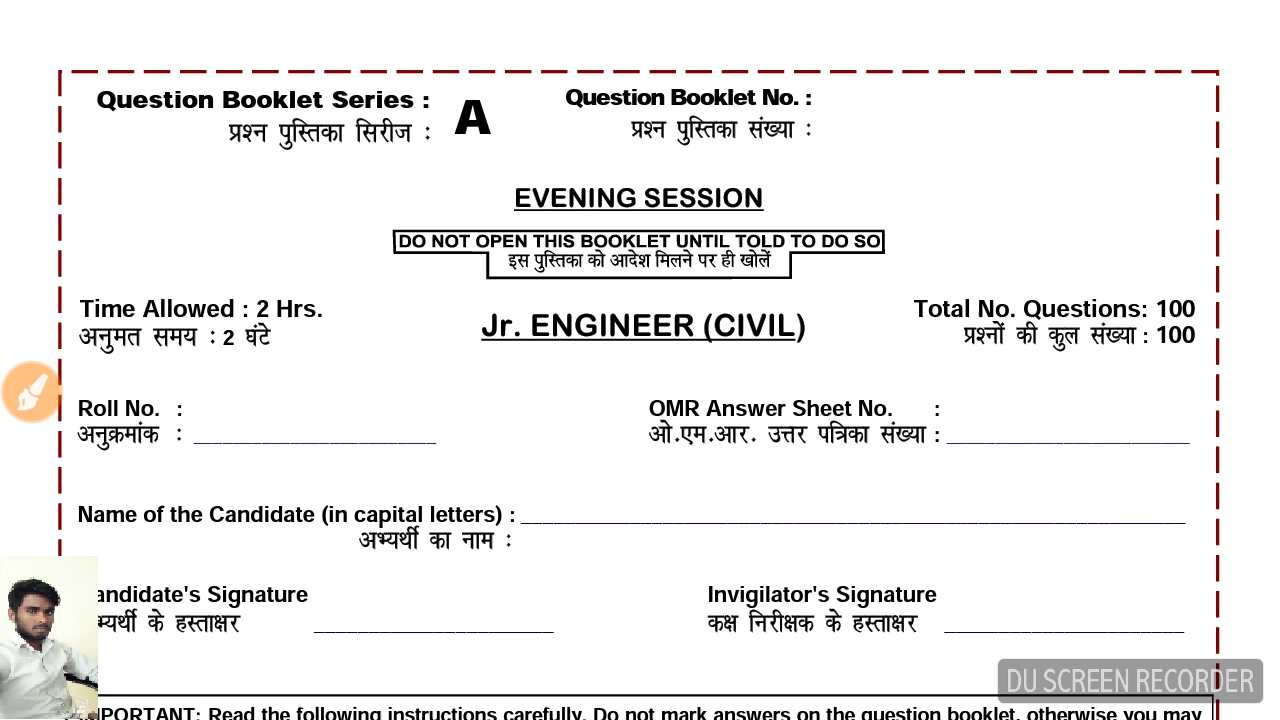 Question Booklet Series : A Question Booklet No. :
प्रश्न पुस्तिका सिरीज : प्रश्न पुस्तिका संख्या :
EVENING SESSION
DO NOT OPEN THIS BOOKLET UNTIL TOLD TO DO SO
इस पुस्तिका को आदेश मिलने पर ही खोलें
Time Allowed : 2 Hrs. Jr. ENGINEER (CIVIL) Total No. Questions: 100
अनुमत समय : 2 घंटे प्रश्नों की कुल संख्या : 100
Roll No. : OMR Answer Sheet No. :
अनुक्रमांक : ओ.एम.आर. उत्तर पत्रिका संख्या :
Name of the Candidate (in capital letters) :
अभ्यर्थी का नाम :
andidate's Signature Invigilator's Signature
भ्यर्थी के हस्ताक्षर कक्ष निरीक्षक के हस्ताक्षर
DU SCREEN RECORDER
IMPORTANT: Read the following instructions carefully. Do not mark answers on the question booklet, otherwise you may